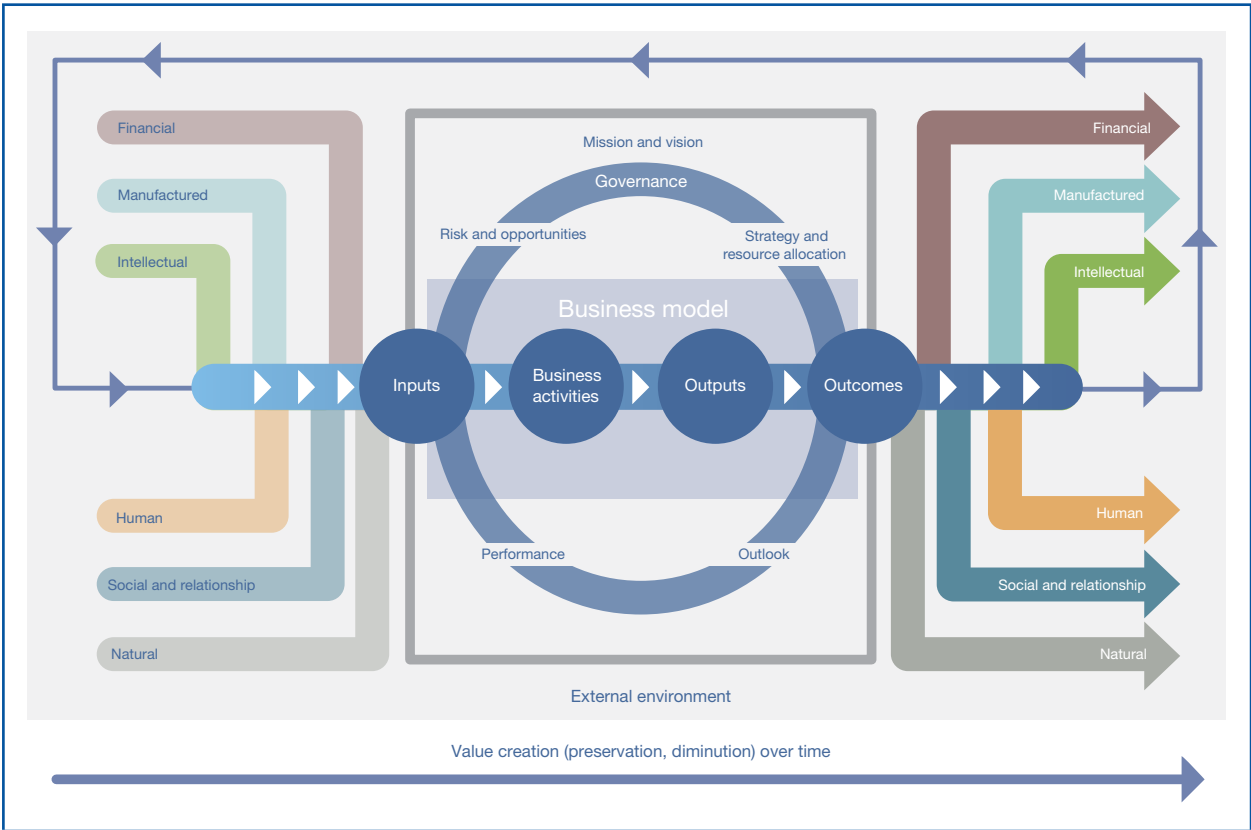 Financial
Manufactured
Intellectual
Human
Social and relationship
Natural
Mission and vision
Governance
Risk and opportunities
Strategy and
resource allocation
Business model
Inputs
Business
activities
Outputs
Outcomes
Performance
Outlook
Financial
Manufactured
Intellectual
Human
Social and relationship
Natural
External environment
Value creation (preservation, diminution) over time